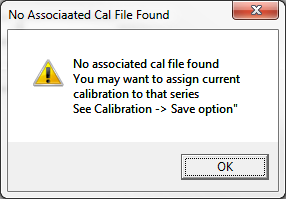 No Associaated Cal File Found
No associated cal file found
You may want to assign current
calibration to that series
See Calibration -> Save option"
OK